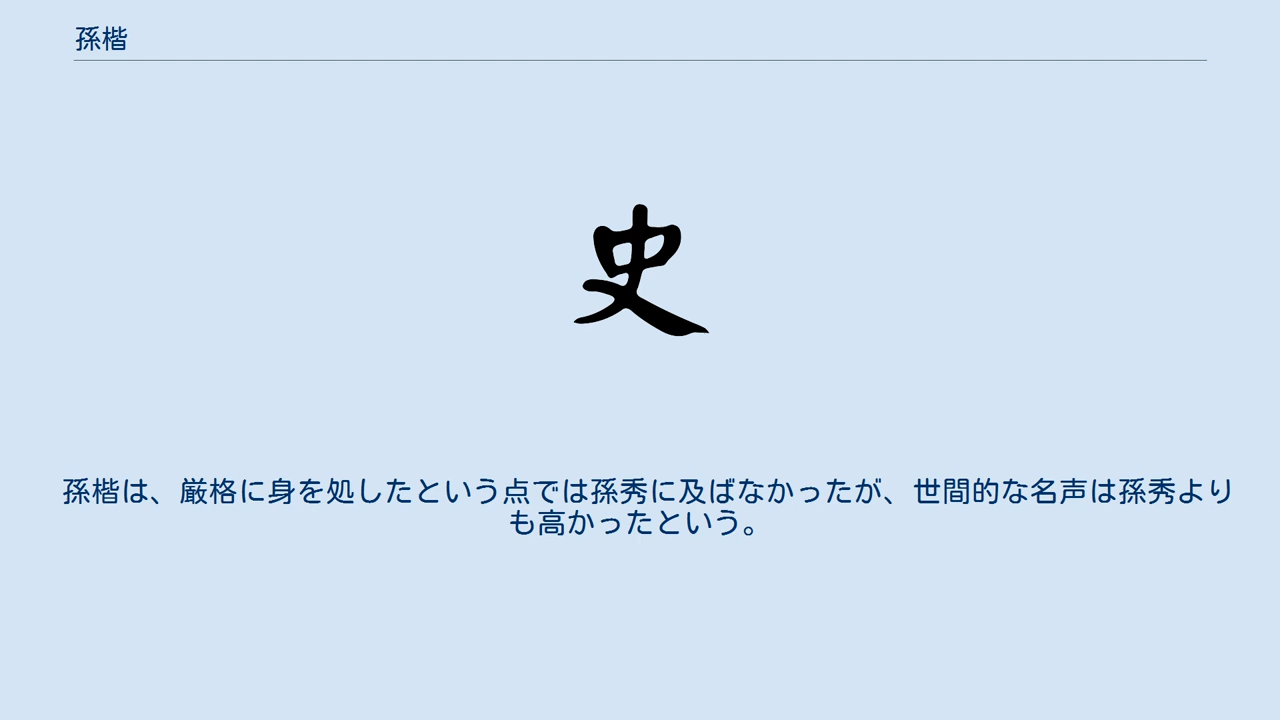 孫楷
史
孫楷は、厳格に身を処したという点では孫秀に及ばなかったが、世間的な名声は孫秀より
も高かったという。